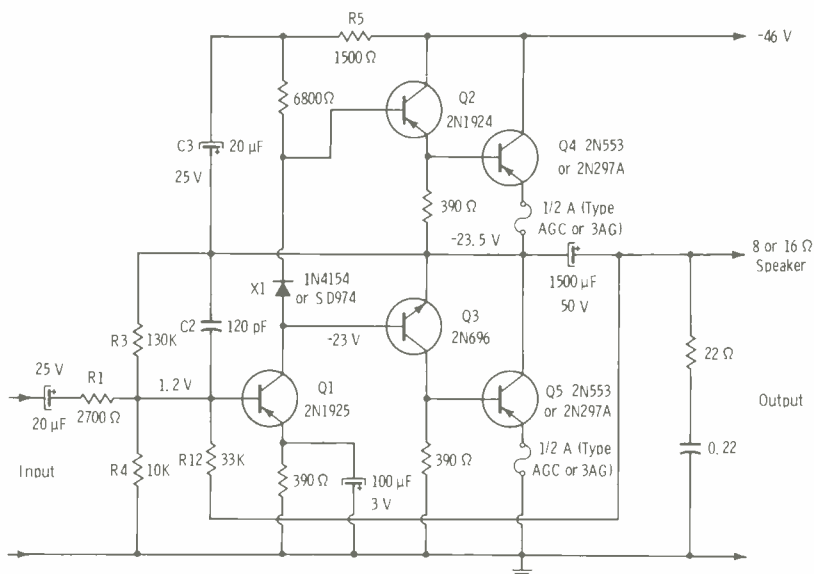 R5
1500 Ω
-46 V
6800Ω
Q2
2N1924
C3
20 µF
25 V
Q4 2N553
or 2N297A
390 Ω
1/2 A (Type
AGC or 3AG)
-23.5 V
8 or 16 Ω
Speaker
1500 µF
50 V
X1
1N4154
or SD974
Q3
2N696
-23 V
C2
120 pF
R3
130K
22 Ω
25 V
R1
1.2 V
20 µF
2700 Ω
Q1
2N1925
Q5 2N553
or 2N297A
Output
Input
R4
10K
R12
33K
390 Ω
100 µF
3 V
390 Ω
1/2 A (Type
AGC or 3AG)
0.22